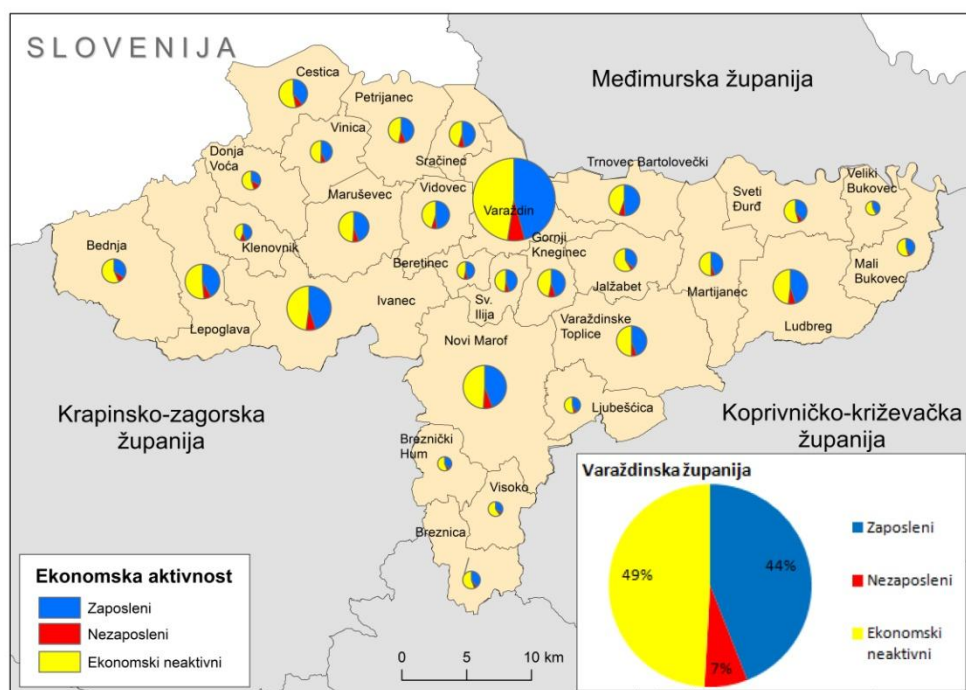 SLOVENIJA
Međimurska županija
Cestica
Petrijanec
Vinica
Donja
Voća
Sračinec
Trnovec Bartolovečki
Veliki
Bukovec
Sveti
Đurđ
Maruševec
Vidovec
Varaždin
Klenovnik
Bednja
Gornji
Kneginec
Beretinec
Mali
Bukovec
Ivanec
Sv.
Ilija
Jalžabet
Martijanec
Lepoglava
Varaždinske
Toplice
Ludbreg
Novi Marof
Ljubešćica
Krapinsko-zagorska
županija
Koprivničko-križevačka
županija
Breznički
Hum
Visoko
Breznica
Varaždinska županija
49%
44%
7%
Zaposleni
Nezaposleni
Ekonomski
neaktivni
Ekonomska aktivnost
Zaposleni
Nezaposleni
Ekonomski neaktivni
0 5 10 km